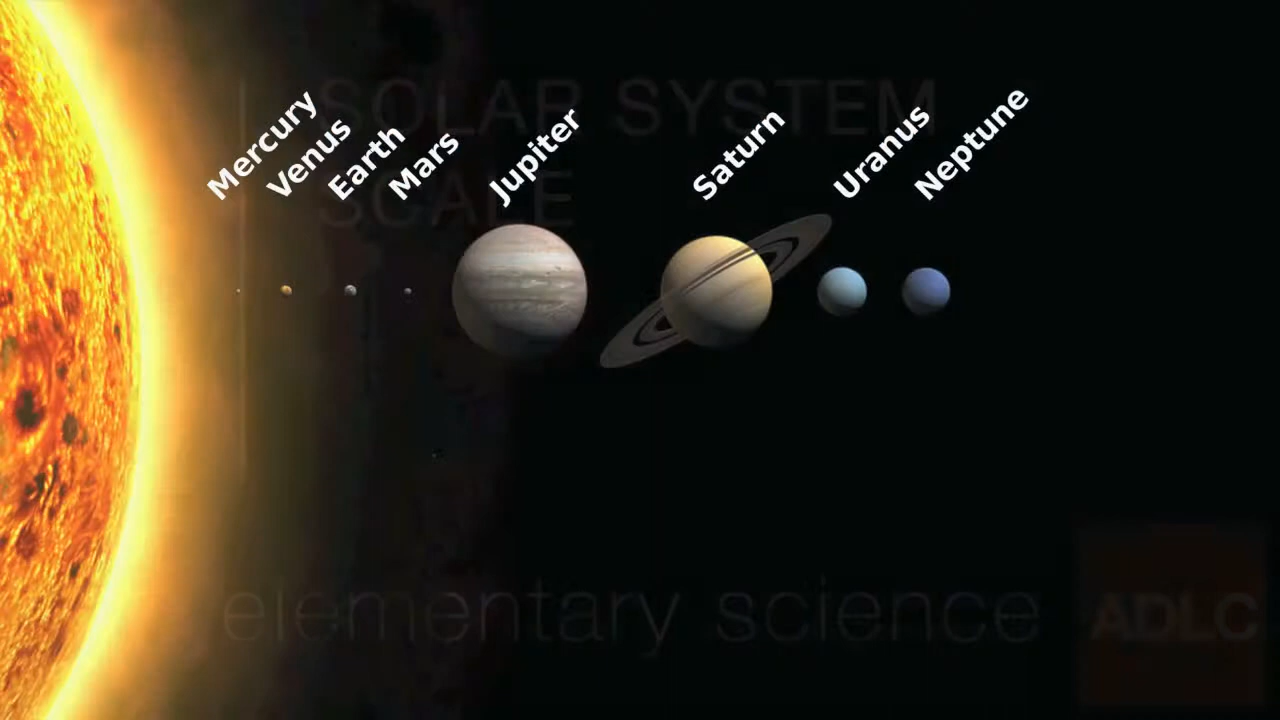 SOLAR SYSTEM
SCALE
Mercury
Venus
Earth
Mars
Jupiter
Saturn
Uranus
Neptune
elementary science
ADLC